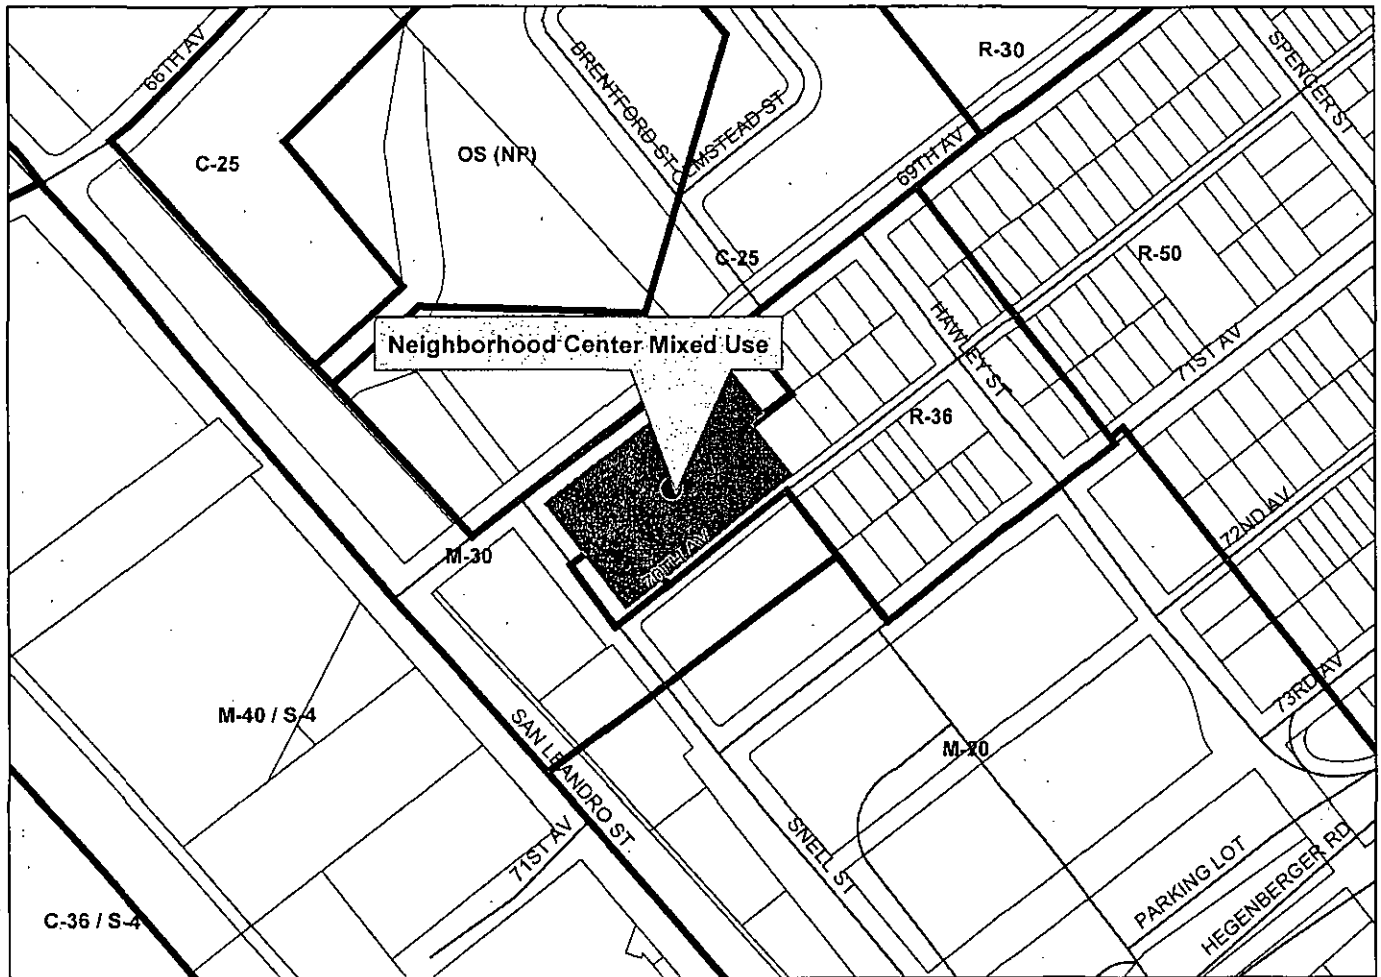 66TH AV
C-25
OS (NP)
BRENTFORD ST
OLMSTEAD ST
R-30
SPENCER ST
69TH AV
C-25
R-50
HAWLEY ST
71ST AV
Neighborhood Center Mixed Use
R-36
72ND AV
M-30
70TH AV
73RD AV
M-40 / S-4
SAN LEANDRO ST.
M-20
71ST AV
SNELL ST
PARKING LOT
HEGENBERGER RD
C-36 / S-4